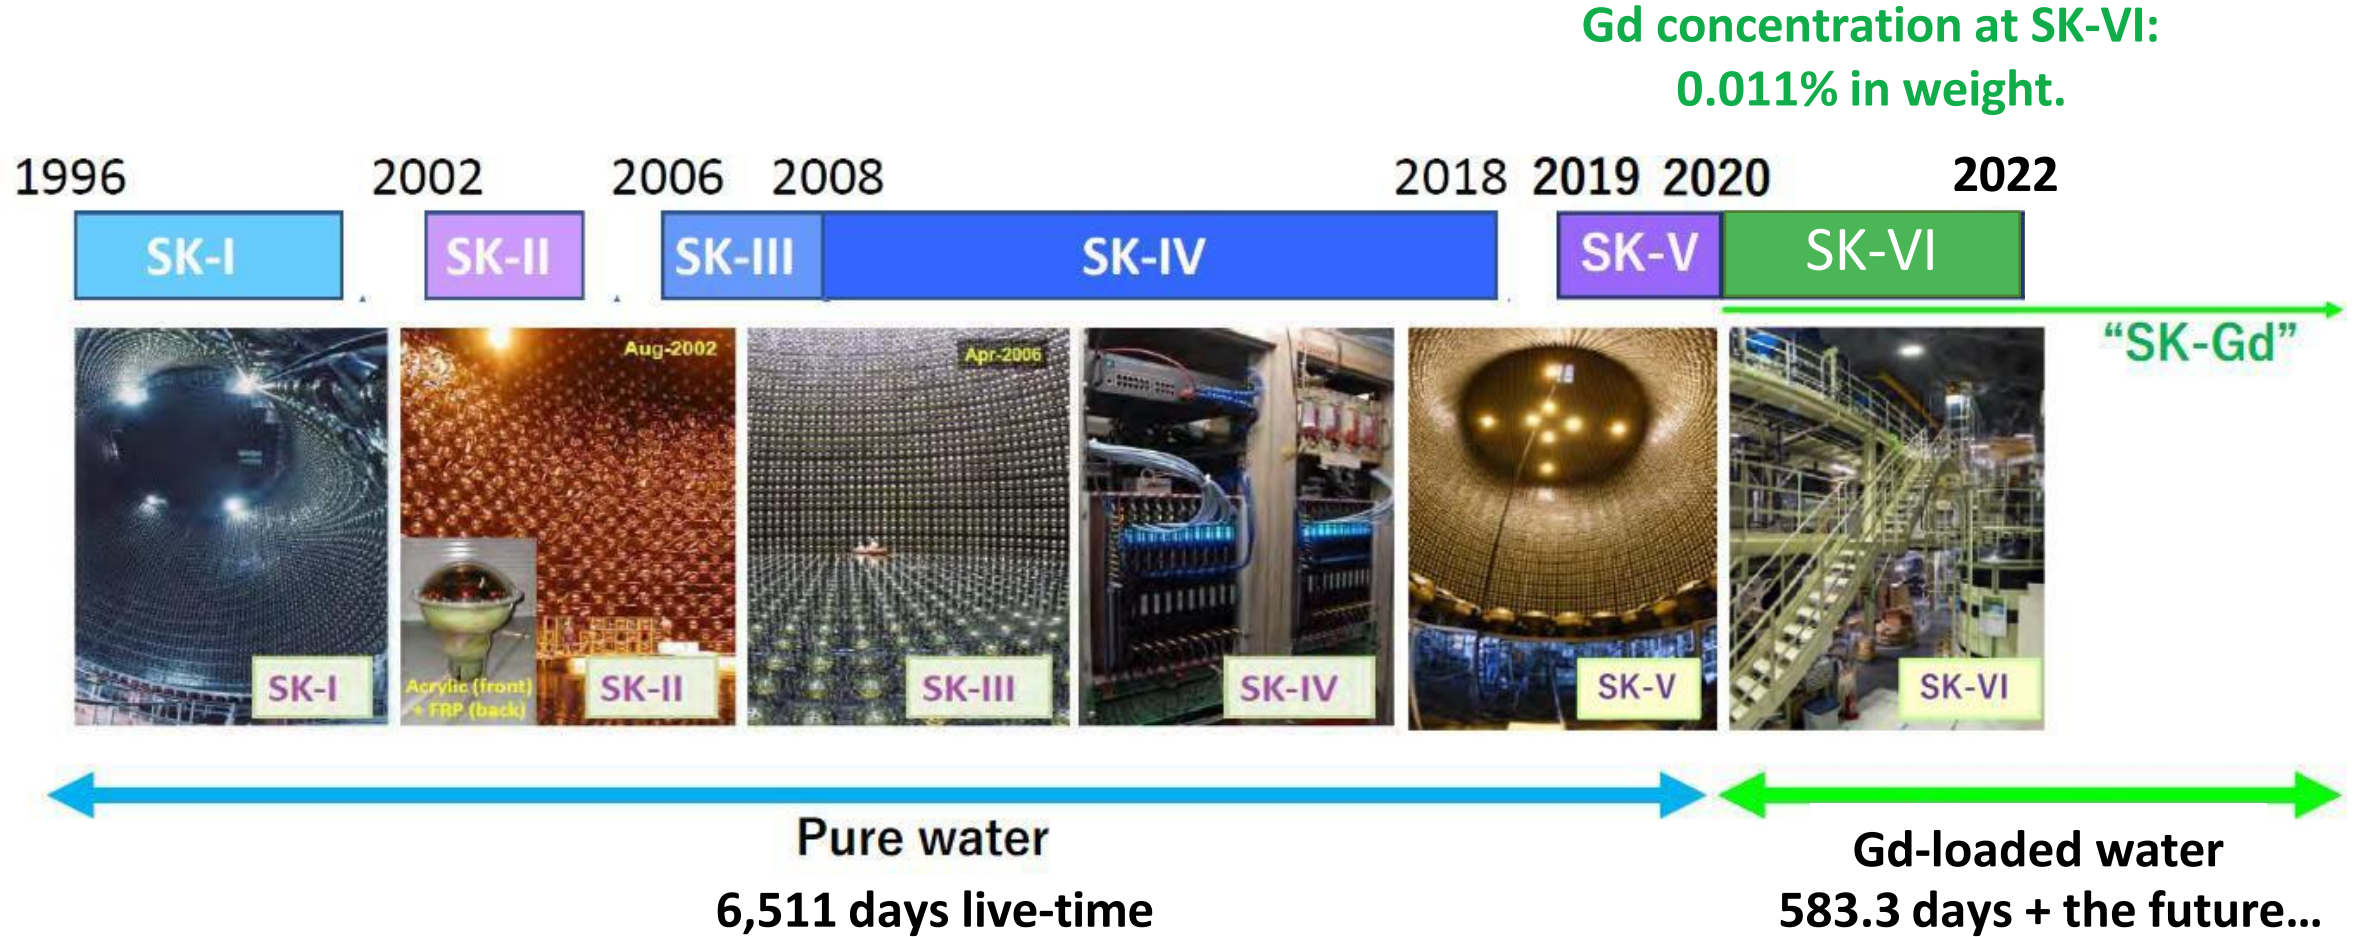 Gd concentration at SK-VI:
0.011% in weight.
1996 2002 2006 2008 2018 2019 2020 2022
SK-I SK-II SK-III SK-IV SK-V SK-VI
“SK-Gd”
Aug-2002
Apr-2006
Acrylic (front)
+ FRP (back)
SK-I SK-II SK-III SK-IV SK-V SK-VI
Pure water
6,511 days live-time
Gd-loaded water
583.3 days + the future...